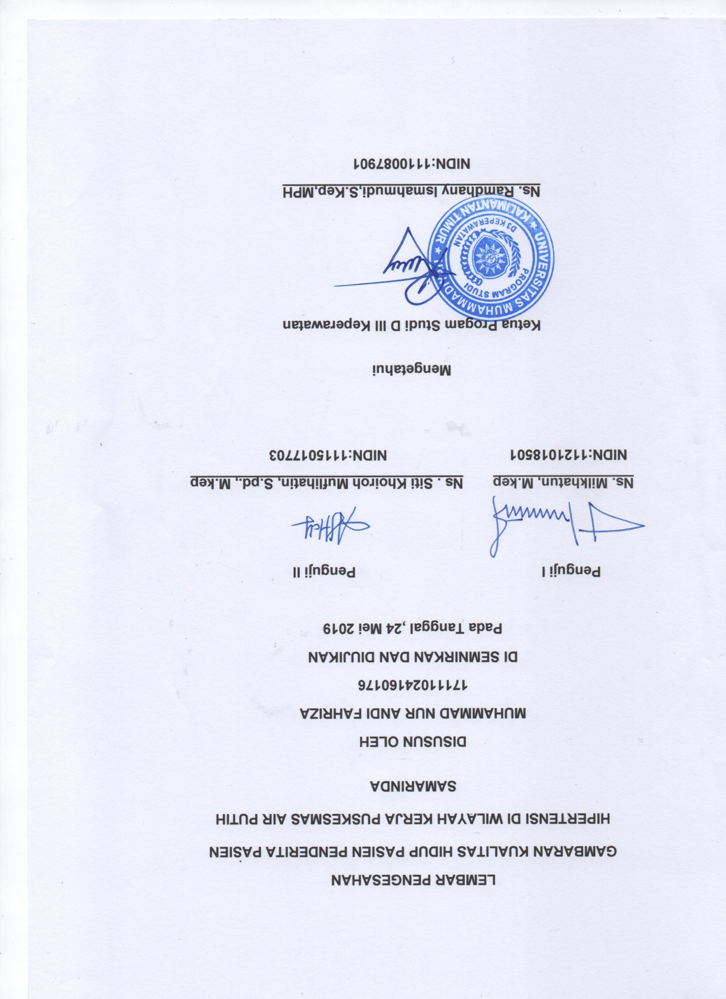 LEMBAR PENGESAHAN
GAMBARAN KUALITAS HIDUP PASIEN PENDERITA PASIEN
HIPERTENSI DI WILAYAH KERJA PUSKESMAS AIR PUTIH
SAMARINDA
DISUSUN OLEH
MUHAMMAD NUR ANDI FAHRIZA
17111024160176
DI SEMNIRKAN DAN DIUJIKAN
Pada Tanggal ,24 Mei 2019
Penguji I Penguji II
Ns. Milkhatun, M.kep Ns . Siti Khoiroh Muflihatin, S.pd., M.kep
NIDN:1121018501 NIDN:1115017703
Mengetahui
Ketua Progam Studi D III Keperawatan
UNIVERSITAS MUHAMMADIYAH
PROGRAM STUDI
D3 KEPERAWATAN
KALIMANTAN TIMUR
Ns. Ramdhany Ismahmudi,S.Kep,MPH
NIDN:1110087901